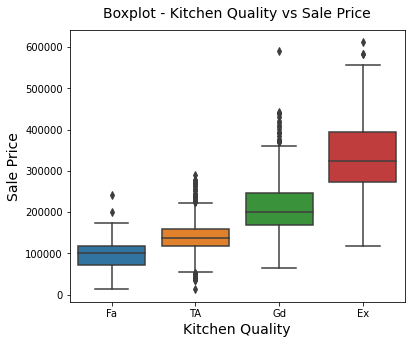 Boxplot - Kitchen Quality vs Sale Price
600000
500000
400000
300000
200000
100000
0
Sale Price
Fa TA Gd Ex
Kitchen Quality